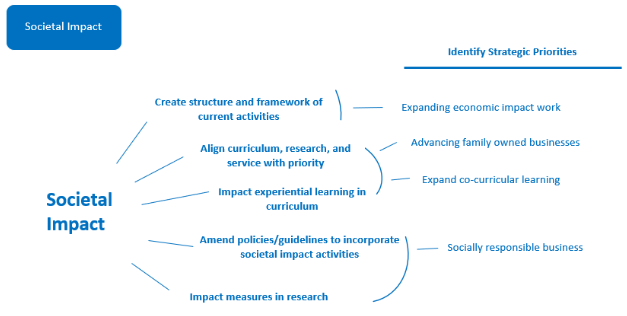 Societal Impact
Identify Strategic Priorities
Create structure and framework of
current activities
Expanding economic impact work
Align curriculum, research, and
service with priority
Advancing family owned businesses
Expand co-curricular learning
Impact experiential learning in
curriculum
Societal
Impact
Amend policies/guidelines to incorporate
societal impact activities
Socially responsible business
Impact measures in research